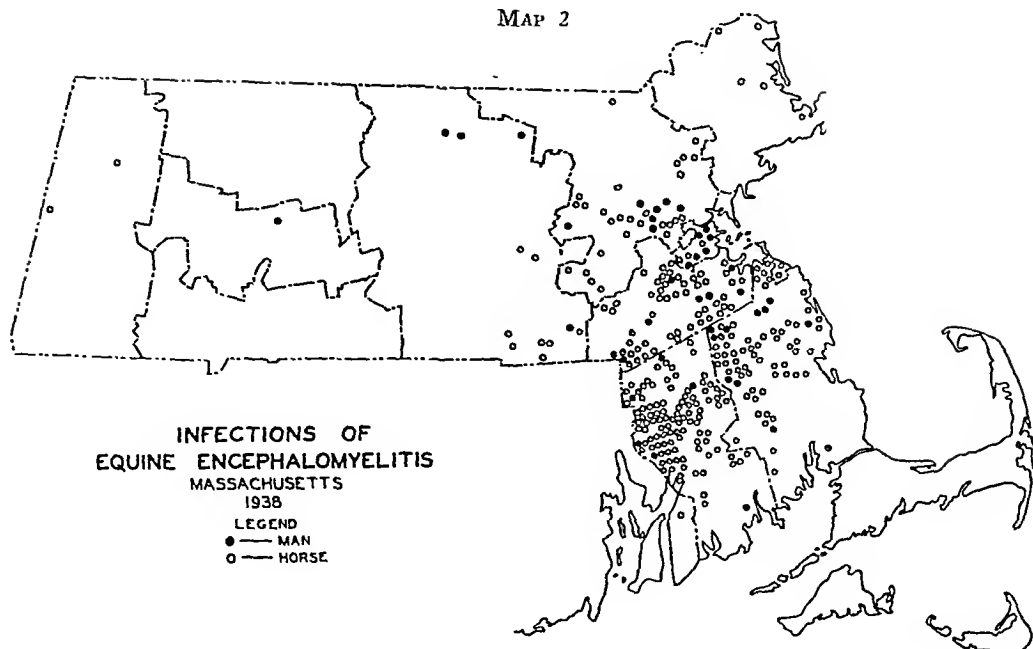 MAP 2
INFECTIONS OF
EQUINE ENCEPHALOMYELITIS
MASSACHUSETTS
1938
LEGEND
● — MAN
○ — HORSE